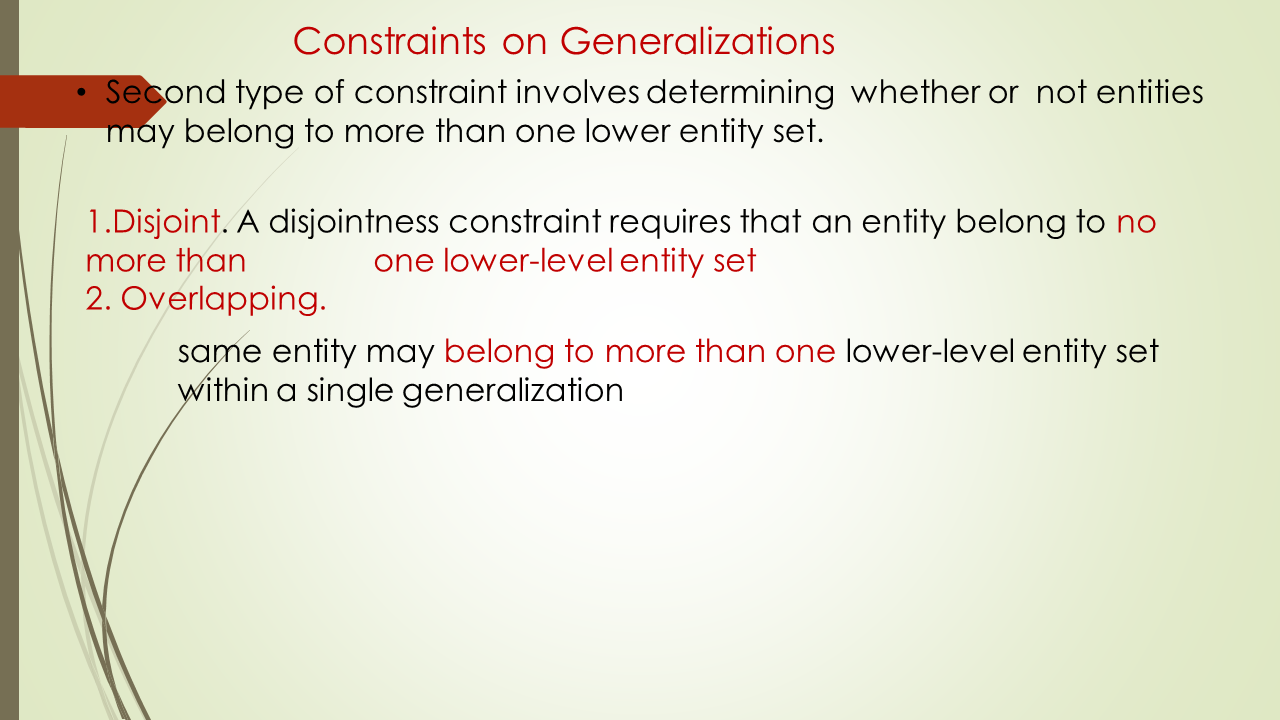 Constraints on Generalizations
• Second type of constraint involves determining whether or not entities
may belong to more than one lower entity set.
1.Disjoint. A disjointness constraint requires that an entity belong to no
more than one lower-level entity set
2. Overlapping.
same entity may belong to more than one lower-level entity set
within a single generalization